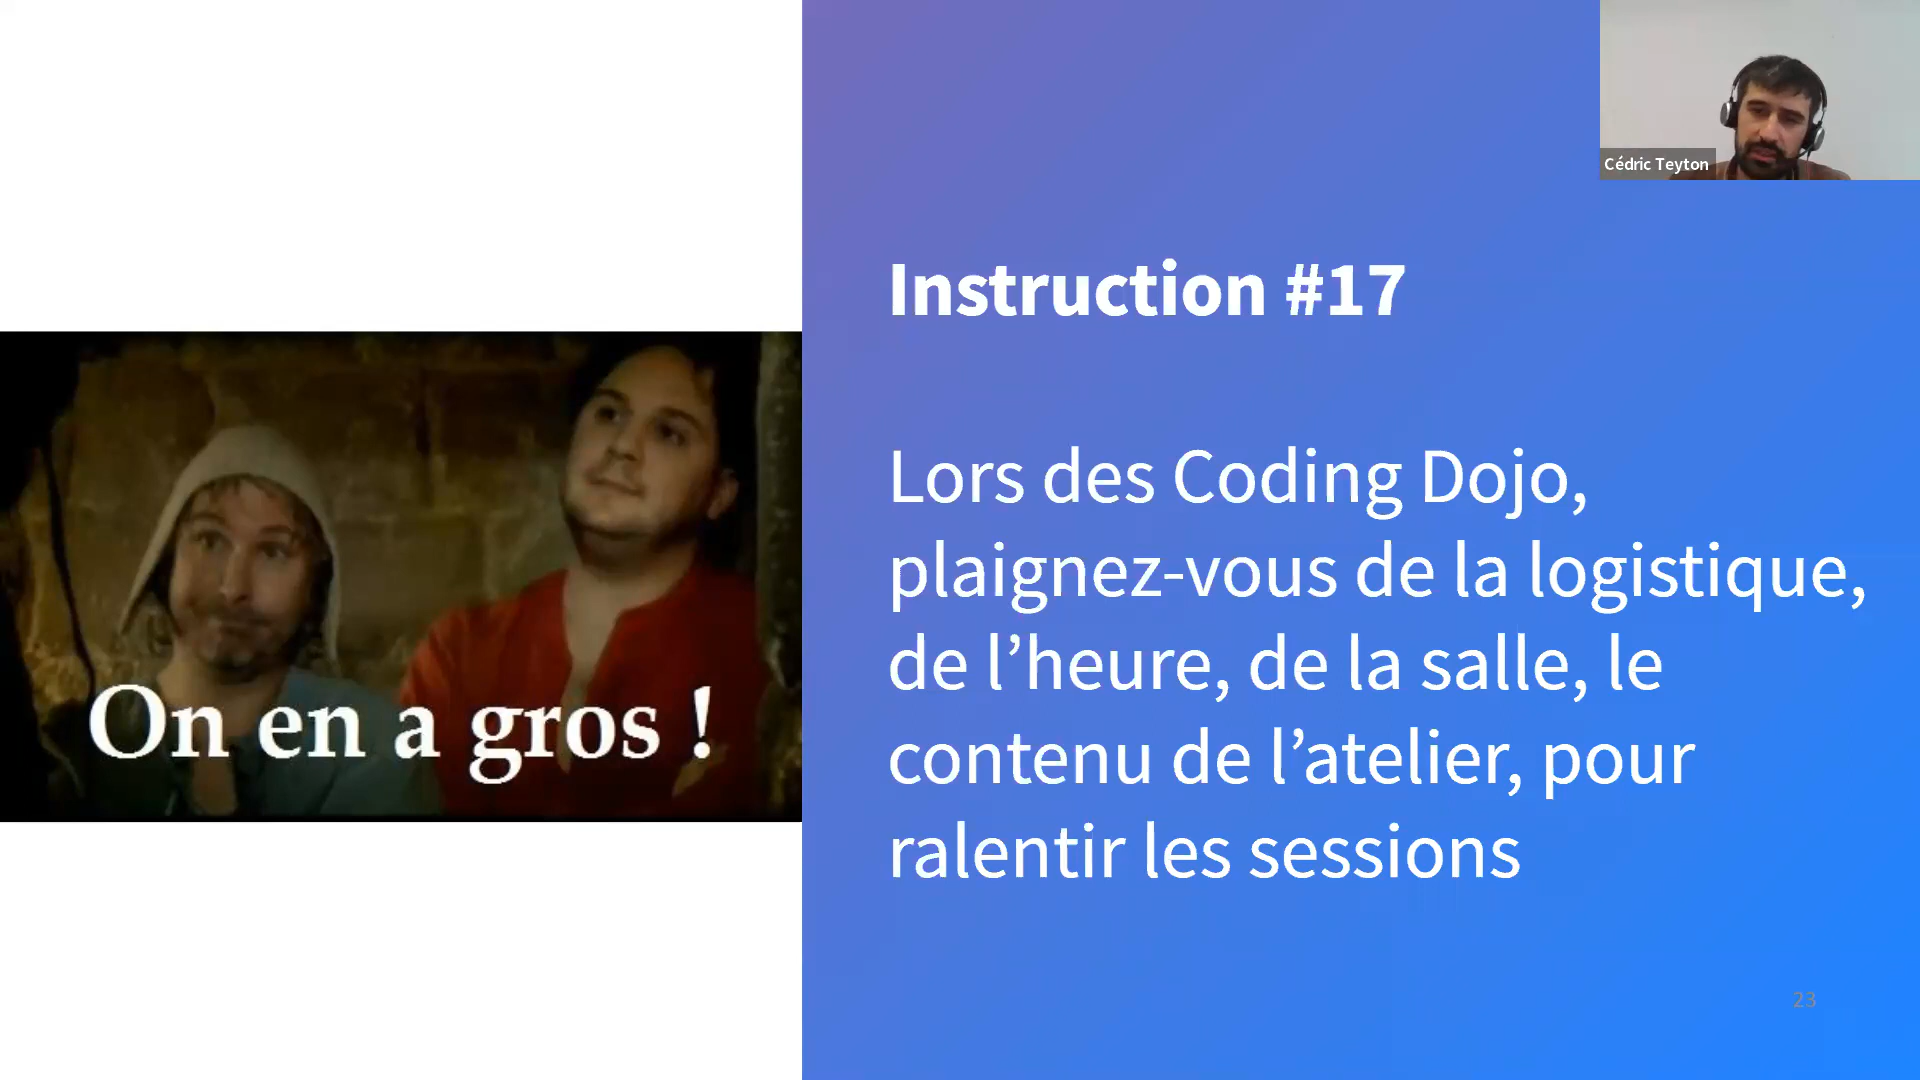 Cédric Teyton
Instruction #17
Lors des Coding Dojo,
plaignez-vous de la logistique,
de l’heure, de la salle, le
contenu de l’atelier, pour
ralentir les sessions
On en a gros !
23